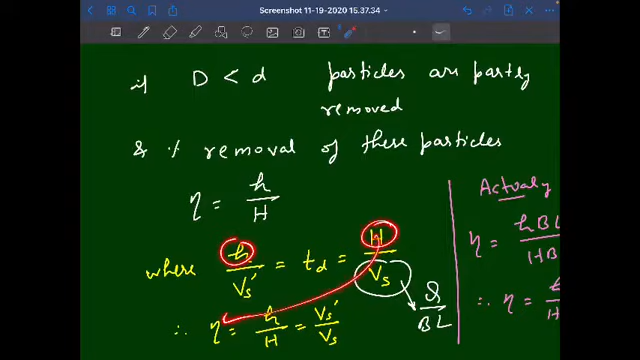 Screenshot 11-19-2020 15.37.34
if D < d particles are partly
removed
& % removal of these particles
η = h/H
where h/Vs' = td = H/Vs
Q/BL
∴ η = h/H = Vs'/Vs
Actualy
η = hBL/HBL
∴ η = h/H